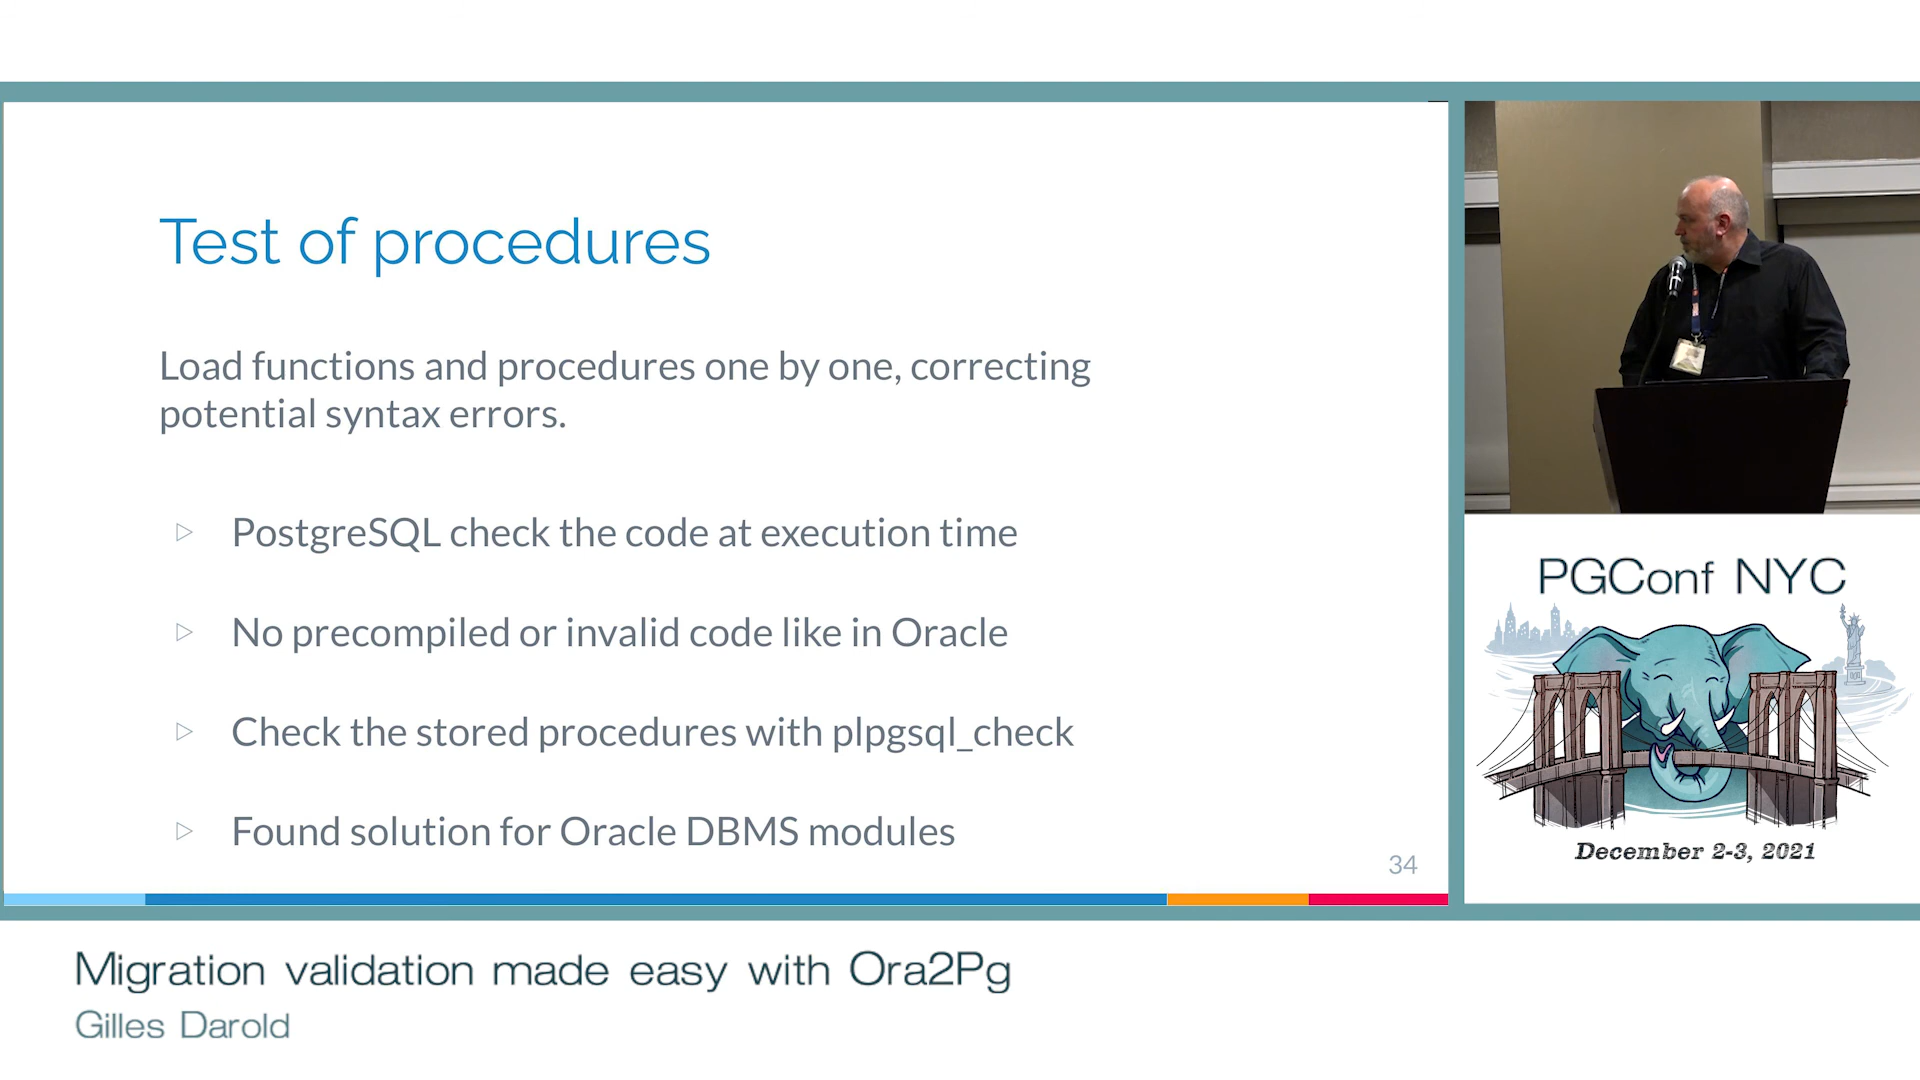 Test of procedures
Load functions and procedures one by one, correcting
potential syntax errors.
PostgreSQL check the code at execution time
No precompiled or invalid code like in Oracle
Check the stored procedures with plpgsql_check
Found solution for Oracle DBMS modules
34
PGConf NYC
December 2-3, 2021
Migration validation made easy with Ora2Pg
Gilles Darold